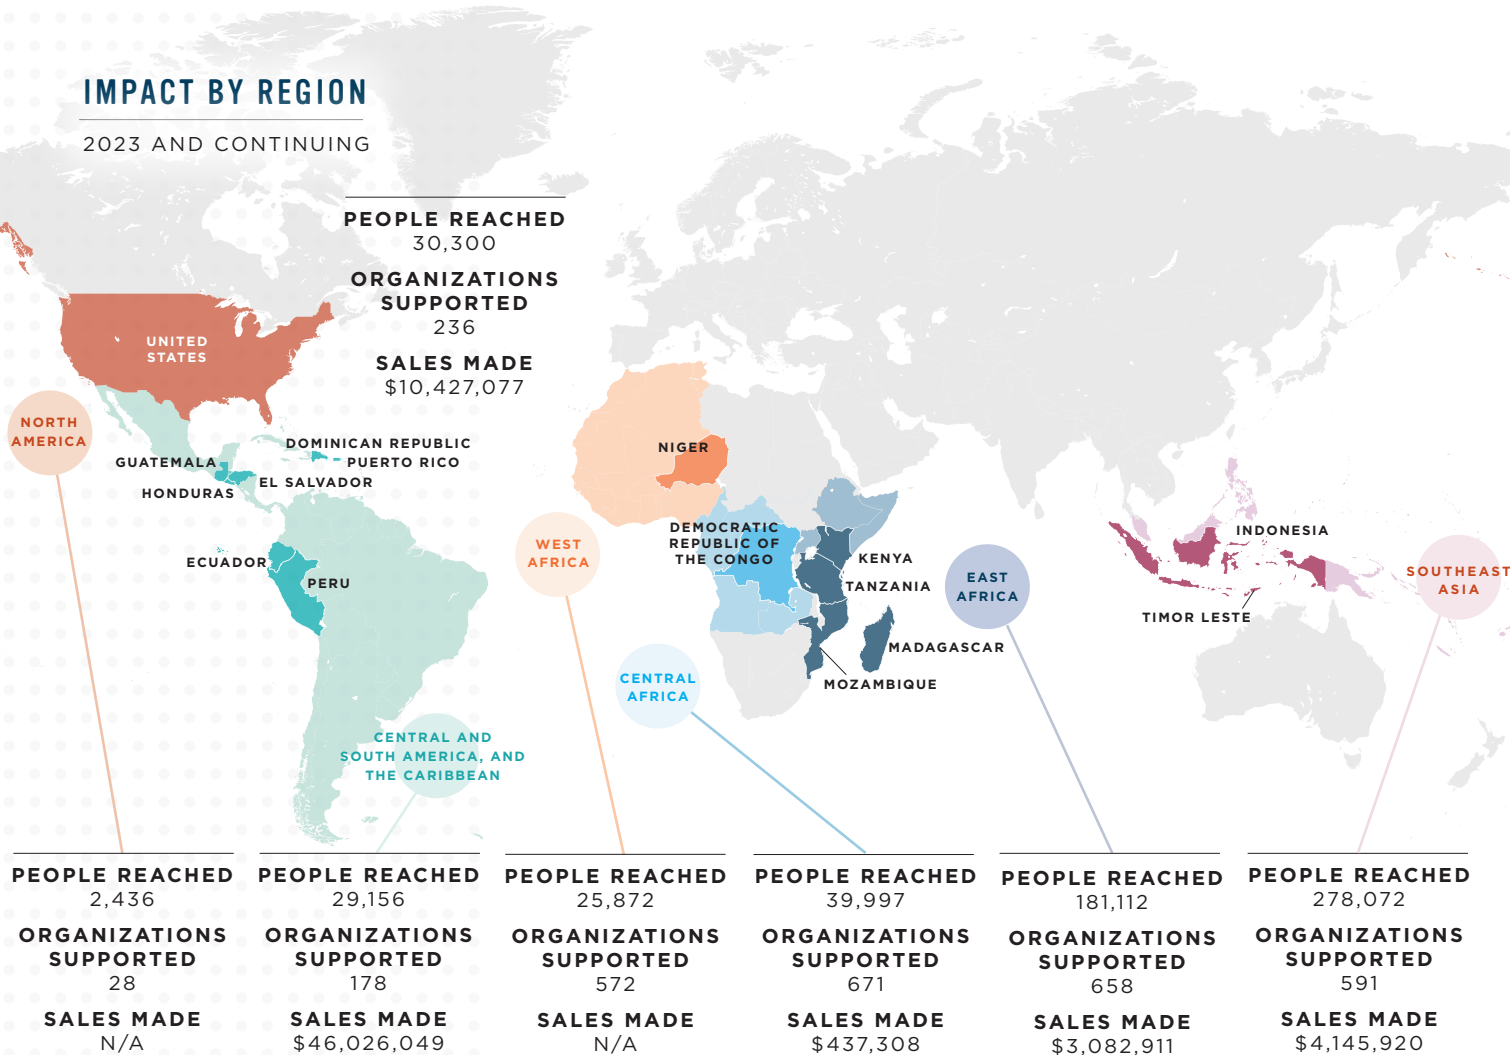 IMPACT BY REGION
2023 AND CONTINUING
PEOPLE REACHED
30,300
ORGANIZATIONS
SUPPORTED
236
SALES MADE
$10,427,077
UNITED
STATES
NORTH
AMERICA
DOMINICAN REPUBLIC
GUATEMALA
PUERTO RICO
EL SALVADOR
HONDURAS
ECUADOR
PERU
CENTRAL AND
SOUTH AMERICA, AND
THE CARIBBEAN
NIGER
WEST
AFRICA
DEMOCRATIC
REPUBLIC OF
THE CONGO
CENTRAL
AFRICA
KENYA
TANZANIA
MADAGASCAR
MOZAMBIQUE
EAST
AFRICA
INDONESIA
TIMOR LESTE
SOUTHEAST
ASIA
PEOPLE REACHED
2,436
ORGANIZATIONS
SUPPORTED
28
SALES MADE
N/A
PEOPLE REACHED
29,156
ORGANIZATIONS
SUPPORTED
178
SALES MADE
$46,026,049
PEOPLE REACHED
25,872
ORGANIZATIONS
SUPPORTED
572
SALES MADE
N/A
PEOPLE REACHED
39,997
ORGANIZATIONS
SUPPORTED
671
SALES MADE
$437,308
PEOPLE REACHED
181,112
ORGANIZATIONS
SUPPORTED
658
SALES MADE
$3,082,911
PEOPLE REACHED
278,072
ORGANIZATIONS
SUPPORTED
591
SALES MADE
$4,145,920